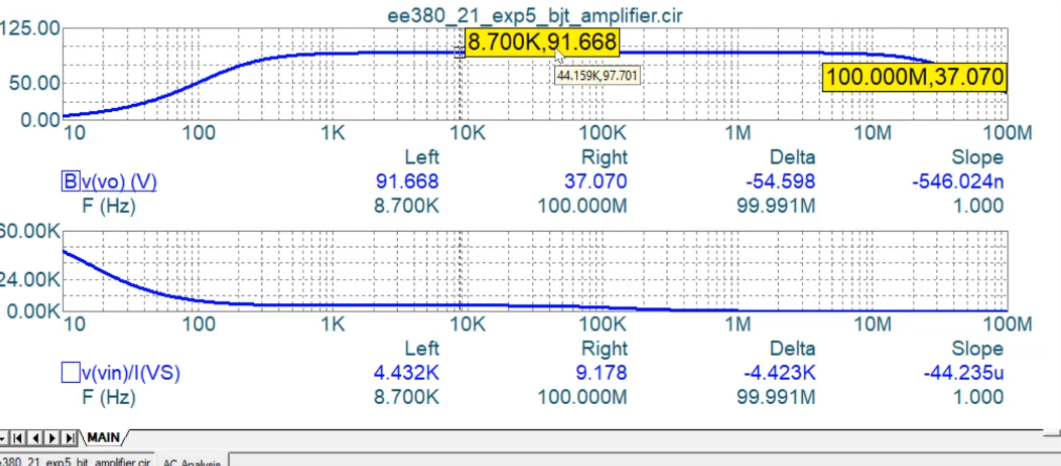 ee380_21_exp5_bjt_amplifier.cir
125.00
8.700K,91.668
44.159K,97.701
100.000M,37.070
50.00
0.00
10 100 1K 10K 100K 1M 10M 100M
Left Right Delta Slope
B v(vo) (V) 91.668 37.070 -54.598 -546.024n
F (Hz) 8.700K 100.000M 99.991M 1.000
60.00K
24.00K
0.00K
10 100 1K 10K 100K 1M 10M 100M
Left Right Delta Slope
v(vin)/I(VS) 4.432K 9.178 -4.423K -44.235u
F (Hz) 8.700K 100.000M 99.991M 1.000
MAIN
e380_21_exp5_bjt_amplifier.cir AC Analysis